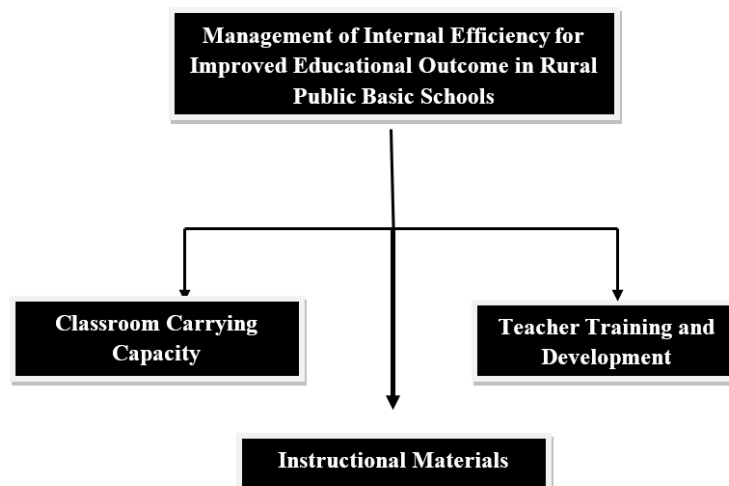 Management of Internal Efficiency for
Improved Educational Outcome in Rural
Public Basic Schools
Classroom Carrying
Capacity
Teacher Training and
Development
Instructional Materials